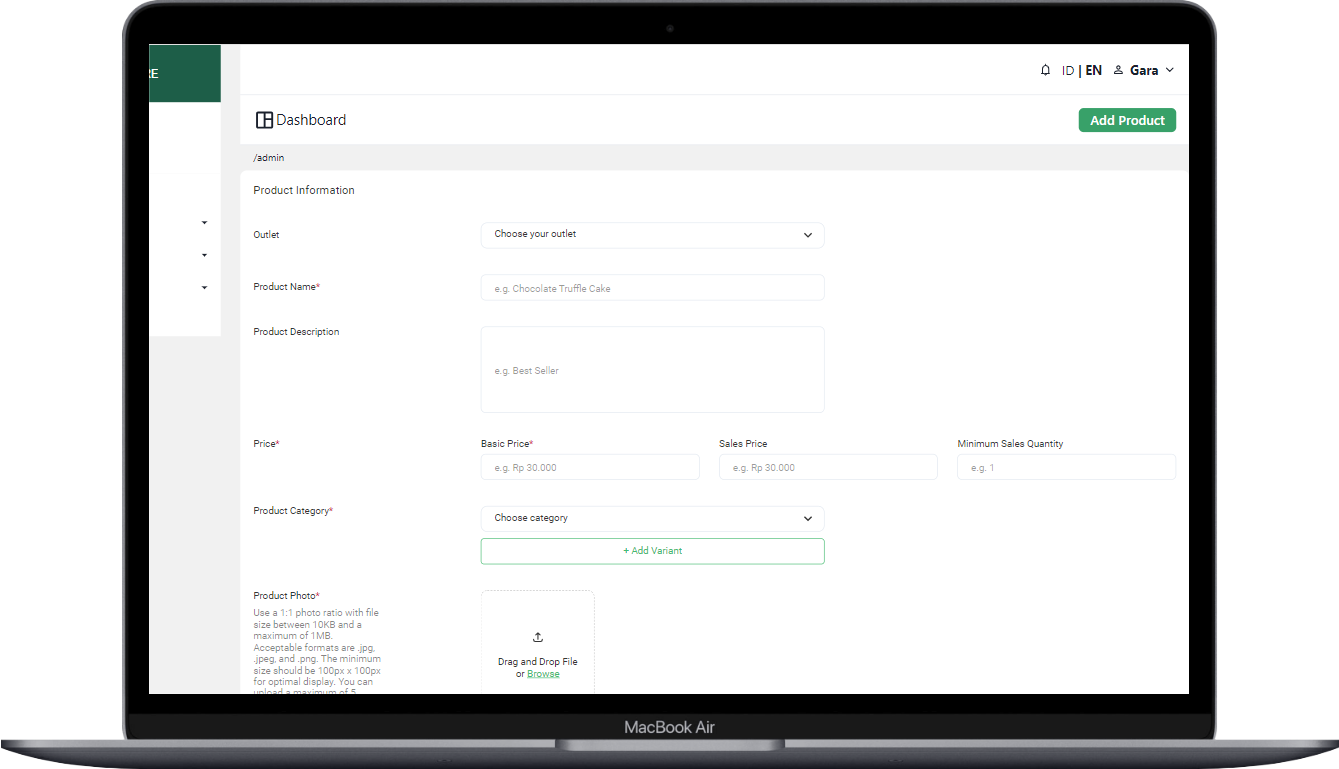 RE
ID | EN Gara
Dashboard
Add Product
/admin
Product Information
Outlet
Choose your outlet
Product Name*
e.g. Chocolate Truffle Cake
Product Description
e.g. Best Seller
Price*
Basic Price*
Sales Price
Minimum Sales Quantity
e.g. Rp 30.000
e.g. Rp 30.000
e.g. 1
Product Category*
Choose category
+ Add Variant
Product Photo*
Use a 1:1 photo ratio with file
size between 10KB and a
maximum of 1MB.
Acceptable formats are .jpg,
.jpeg, and .png. The minimum
size should be 100px x 100px
for optimal display. You can
upload a maximum of 5
Drag and Drop File
or Browse
MacBook Air